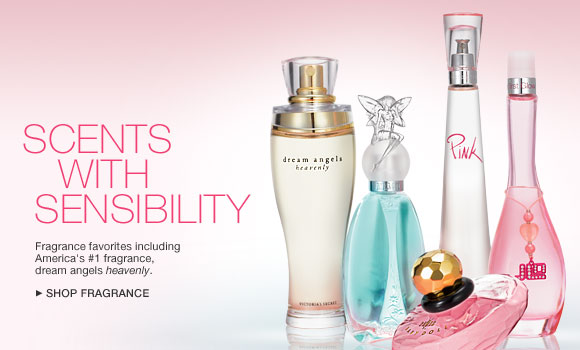 SCENTS
WITH
SENSIBILITY
Fragrance favorites including
America's #1 fragrance,
dream angels heavenly.
SHOP FRAGRANCE
dream angels
heavenly
VICTORIA'S SECRET
PINK